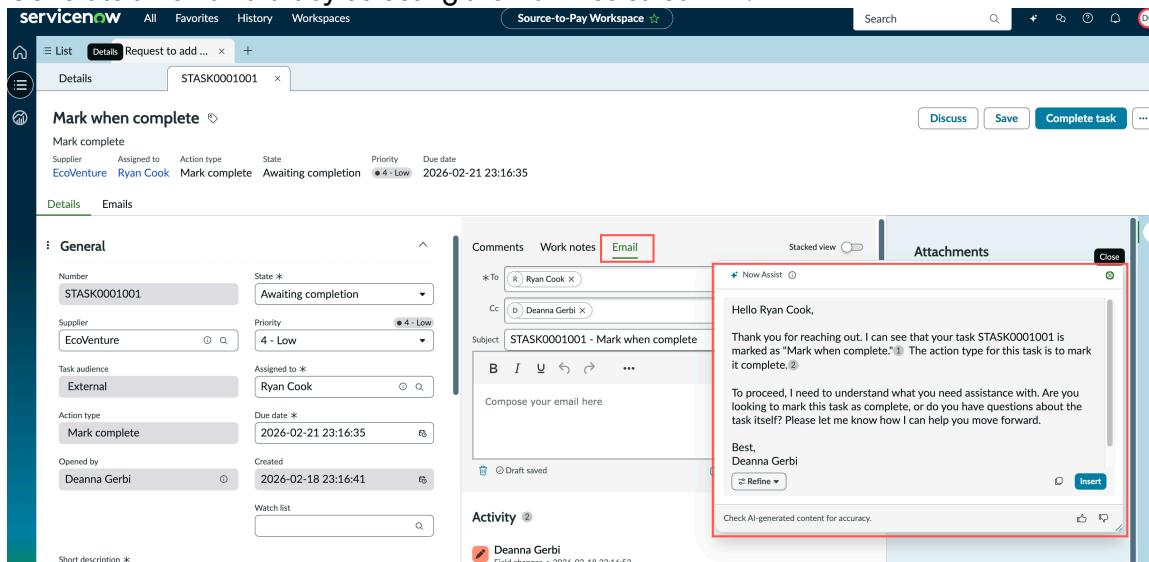 servicenow All Favorites History Workspaces Source-to-Pay Workspace Search
List Details Request to add ... × +
Details STASK0001001 ×
Mark when complete
Discuss Save Complete task ...
Mark complete
Supplier Assigned to Action type State Priority Due date
EcoVenture Ryan Cook Mark complete Awaiting completion 4 - Low 2026-02-21 23:16:35
Details Emails
General
Number State *
STASK0001001 Awaiting completion
Supplier Priority 4 - Low
EcoVenture 4 - Low
Task audience Assigned to *
External Ryan Cook
Action type Due date *
Mark complete 2026-02-21 23:16:35
Opened by Created
Deanna Gerbi 2026-02-18 23:16:41
Watch list
Short description *
Comments Work notes Email Stacked view
*To R Ryan Cook ×
Cc D Deanna Gerbi ×
Subject STASK0001001 - Mark when complete
B I U ...
Compose your email here
Draft saved
Activity 2
Deanna Gerbi
Field changes • 2026-02-18 23:16:52
Attachments
Close
Now Assist
Hello Ryan Cook,
Thank you for reaching out. I can see that your task STASK0001001 is
marked as "Mark when complete." 1 The action type for this task is to mark
it complete. 2
To proceed, I need to understand what you need assistance with. Are you
looking to mark this task as complete, or do you have questions about the
task itself? Please let me know how I can help you move forward.
Best,
Deanna Gerbi
Refine Insert
Check AI-generated content for accuracy.